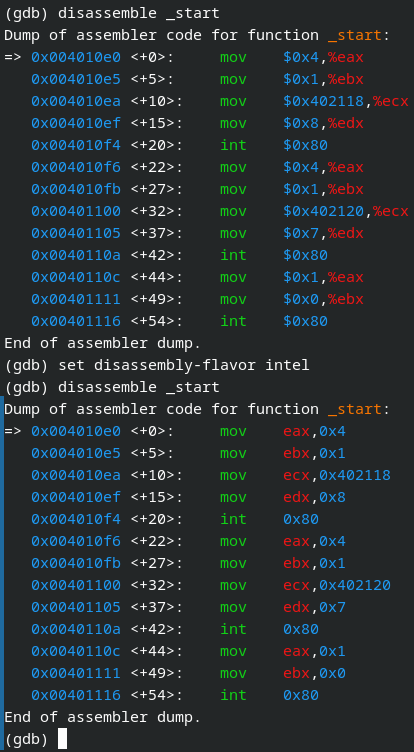 (gdb) disassemble _start
Dump of assembler code for function _start:
=> 0x004010e0 <+0>:     mov    $0x4,%eax
   0x004010e5 <+5>:     mov    $0x1,%ebx
   0x004010ea <+10>:    mov    $0x402118,%ecx
   0x004010ef <+15>:    mov    $0x8,%edx
   0x004010f4 <+20>:    int    $0x80
   0x004010f6 <+22>:    mov    $0x4,%eax
   0x004010fb <+27>:    mov    $0x1,%ebx
   0x00401100 <+32>:    mov    $0x402120,%ecx
   0x00401105 <+37>:    mov    $0x7,%edx
   0x0040110a <+42>:    int    $0x80
   0x0040110c <+44>:    mov    $0x1,%eax
   0x00401111 <+49>:    mov    $0x0,%ebx
   0x00401116 <+54>:    int    $0x80
End of assembler dump.
(gdb) set disassembly-flavor intel
(gdb) disassemble _start
Dump of assembler code for function _start:
=> 0x004010e0 <+0>:     mov    eax,0x4
   0x004010e5 <+5>:     mov    ebx,0x1
   0x004010ea <+10>:    mov    ecx,0x402118
   0x004010ef <+15>:    mov    edx,0x8
   0x004010f4 <+20>:    int    0x80
   0x004010f6 <+22>:    mov    eax,0x4
   0x004010fb <+27>:    mov    ebx,0x1
   0x00401100 <+32>:    mov    ecx,0x402120
   0x00401105 <+37>:    mov    edx,0x7
   0x0040110a <+42>:    int    0x80
   0x0040110c <+44>:    mov    eax,0x1
   0x00401111 <+49>:    mov    ebx,0x0
   0x00401116 <+54>:    int    0x80
End of assembler dump.
(gdb)